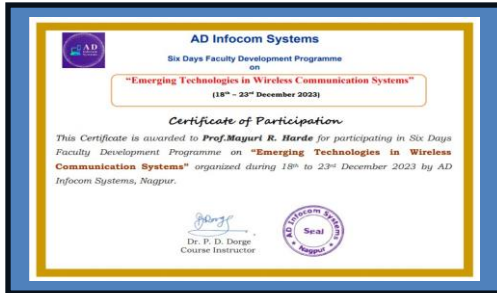 AD Infocom Systems
AD
Six Days Faculty Development Programme
on
“Emerging Technologies in Wireless Communication Systems”
(18th – 23rd December 2023)
Certificate of Participation
This Certificate is awarded to Prof.Mayuri R. Harde for participating in Six Days
Faculty Development Programme on “Emerging Technologies in Wireless
Communication Systems” organized during 18th to 23rd December 2023 by AD
Infocom Systems, Nagpur.
Dr. P. D. Dorge
Course Instructor
AD Infocom Systems
Seal
Nagpur